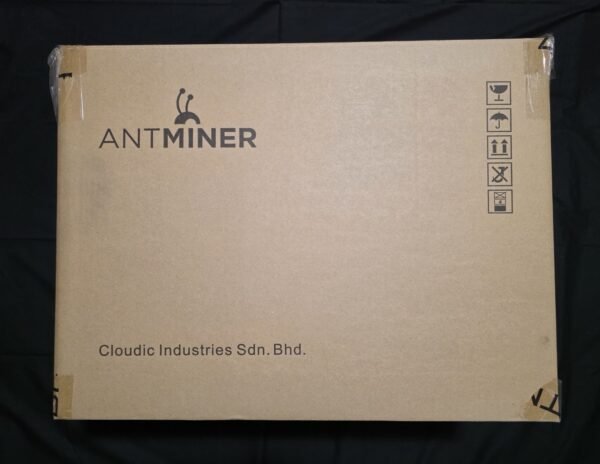 ANTMINER
Cloudic Industries Sdn. Bhd.